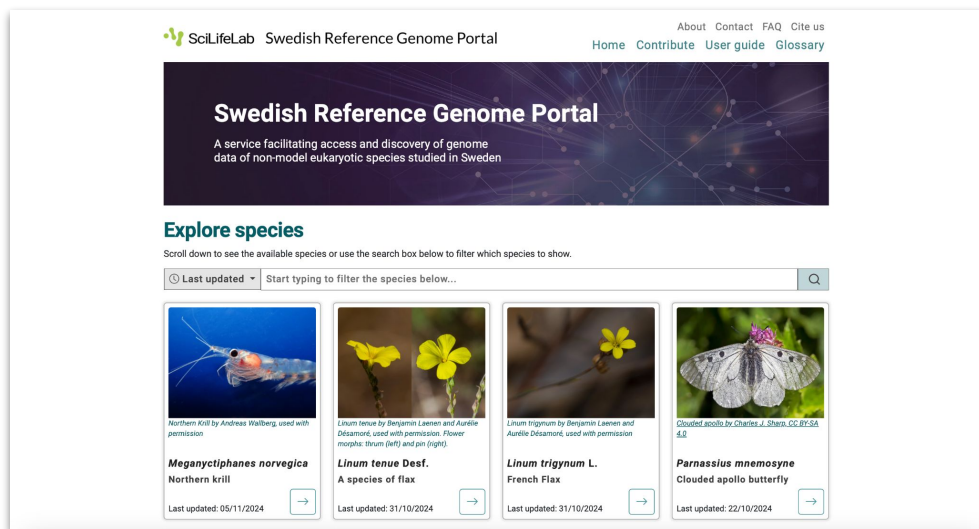 SciLifeLab Swedish Reference Genome Portal
About Contact FAQ Cite us
Home Contribute User guide Glossary
Swedish Reference Genome Portal
A service facilitating access and discovery of genome
data of non-model eukaryotic species studied in Sweden
Explore species
Scroll down to see the available species or use the search box below to filter which species to show.
Last updated Start typing to filter the species below...
Northern Krill by Andreas Wallberg, used with
permission
Meganyctiphanes norvegica
Northern krill
Last updated: 05/11/2024
Linum tenue by Benjamin Laenen and Aurélie
Désamoré, used with permission. Flower
morphs: thrum (left) and pin (right).
Linum tenue Desf.
A species of flax
Last updated: 31/10/2024
Linum trigynum by Benjamin Laenen and
Aurélie Désamoré, used with permission
Linum trigynum L.
French Flax
Last updated: 31/10/2024
Clouded apollo by Charles J. Sharp, CC BY-SA
4.0
Parnassius mnemosyne
Clouded apollo butterfly
Last updated: 22/10/2024